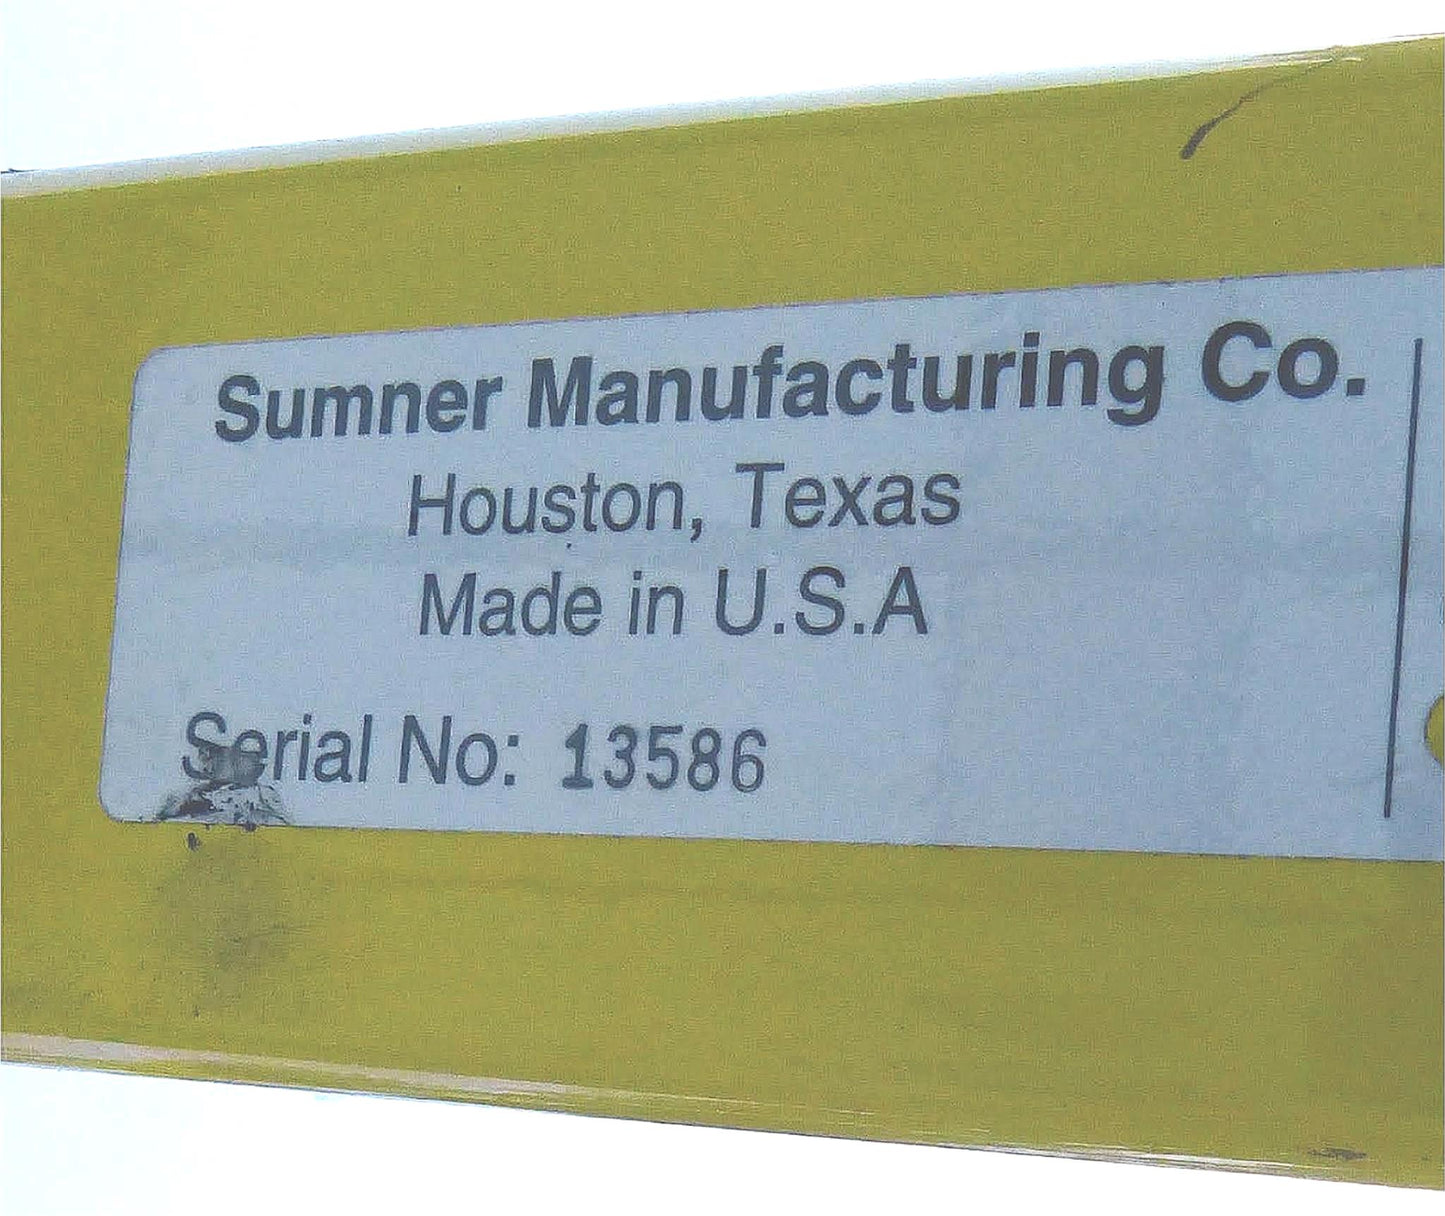 Sumner Manufacturing Co.
Houston, Texas
Made in U.S.A
Serial No: 13586